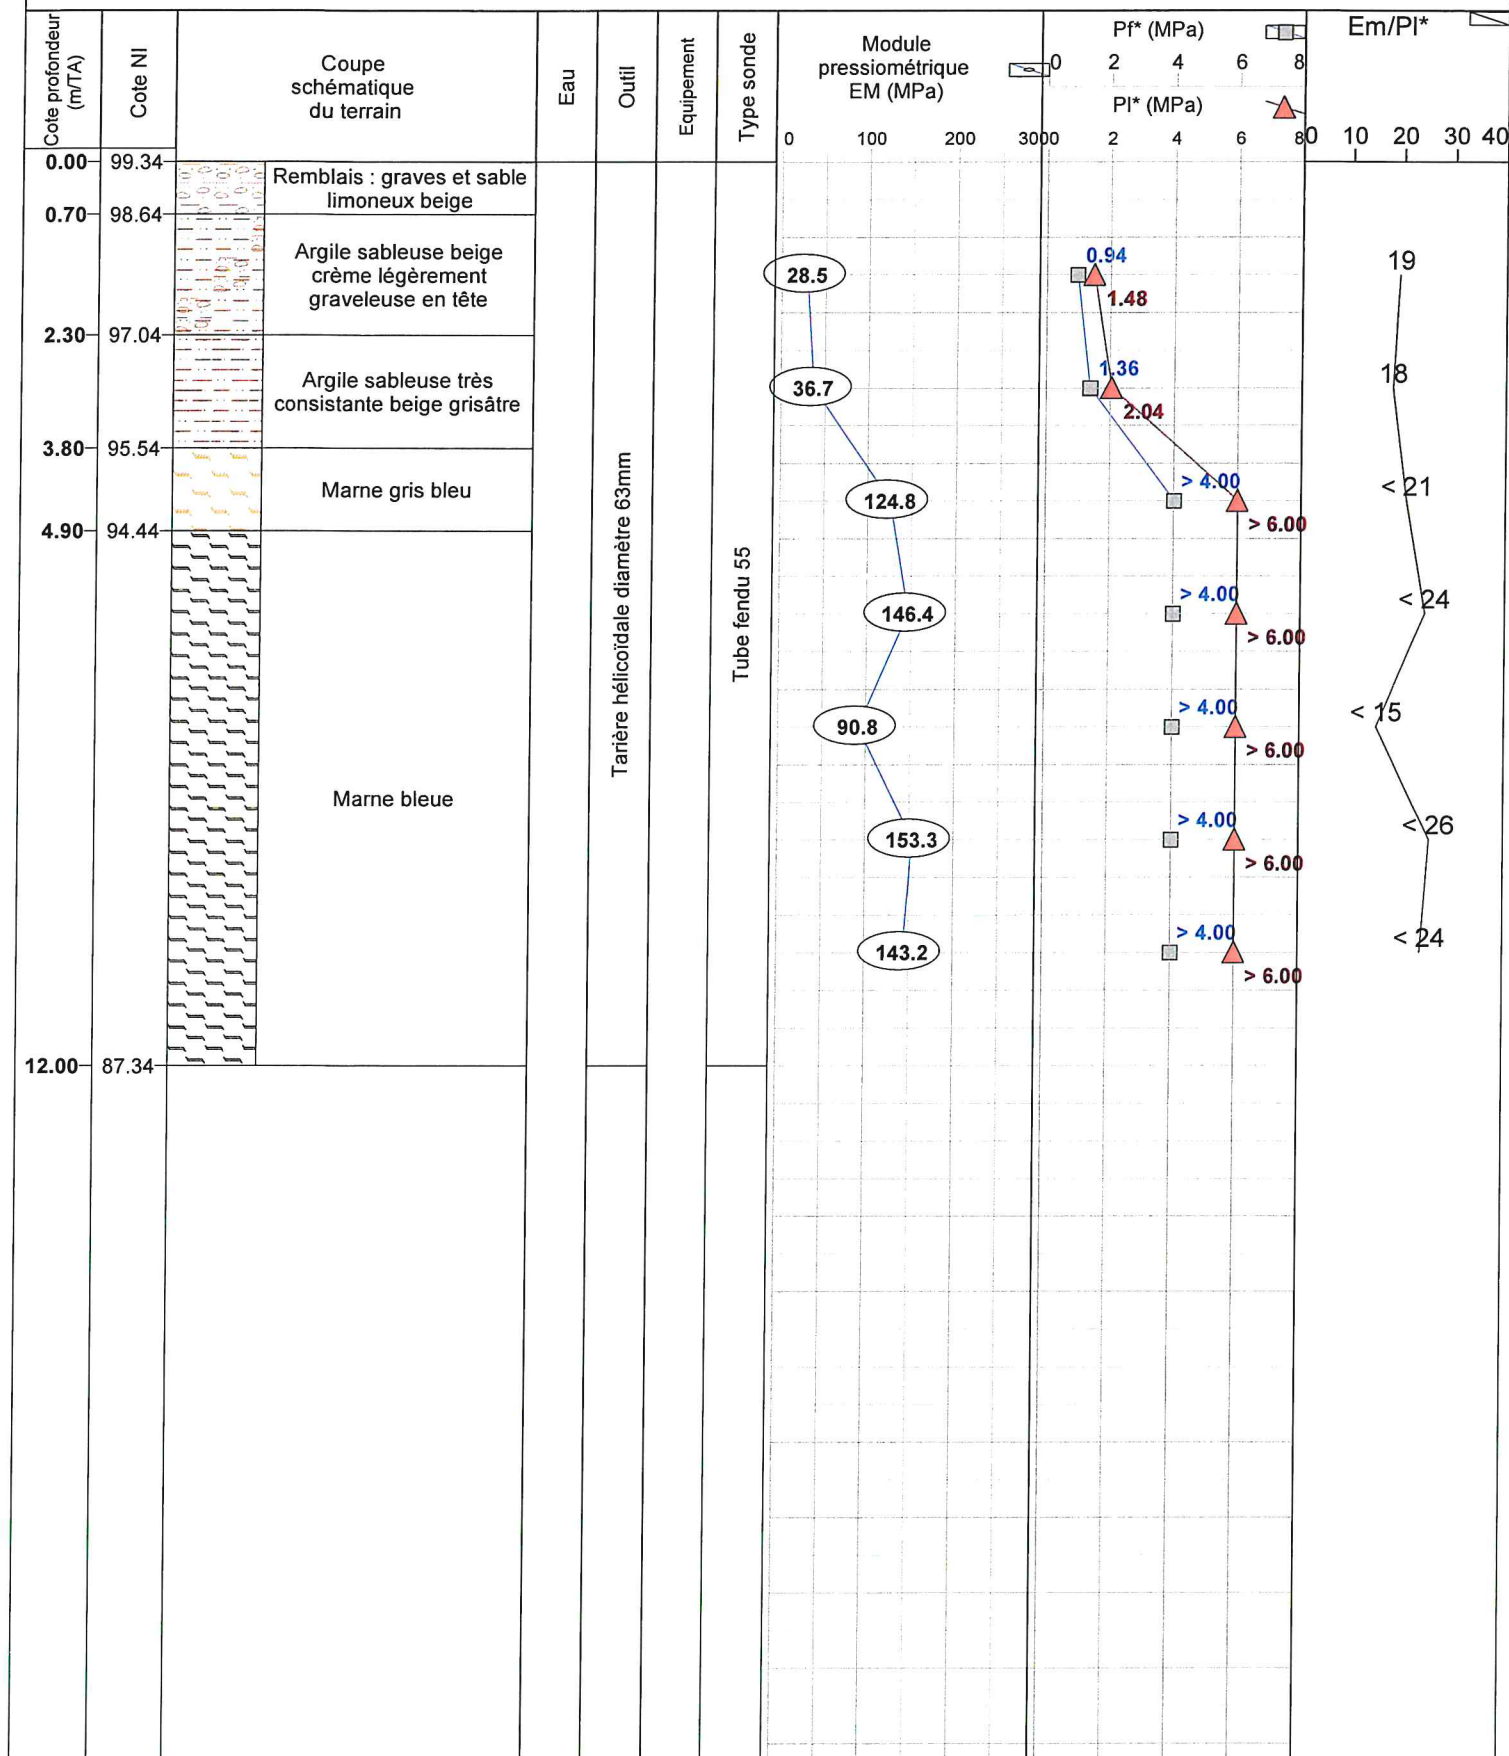 Cote profondeur
(m/TA)
Cote NI
Coupe
schématique
du terrain
Eau
Outil
Equipement
Type sonde
Module
pressiométrique
EM (MPa)
0 100 200 300
Pf* (MPa)
0 2 4 6 8
Pl* (MPa)
0 2 4 6 8
Em/Pl*
0 10 20 30 40
0.00 99.34
Remblais : graves et sable
limoneux beige
0.70 98.64
Argile sableuse beige
crème légèrement
graveleuse en tête
28.5 0.94 19
1.48
2.30 97.04
Argile sableuse très
consistante beige grisâtre
36.7 1.36 18
2.04
3.80 95.54
Marne gris bleu
124.8 > 4.00 < 21
> 6.00
4.90 94.44
Tarière hélicoïdale diamètre 63mm
Tube fendu 55
146.4 > 4.00 < 24
> 6.00
90.8 > 4.00 < 15
> 6.00
Marne bleue
153.3 > 4.00 < 26
> 6.00
143.2 > 4.00 < 24
> 6.00
12.00 87.34